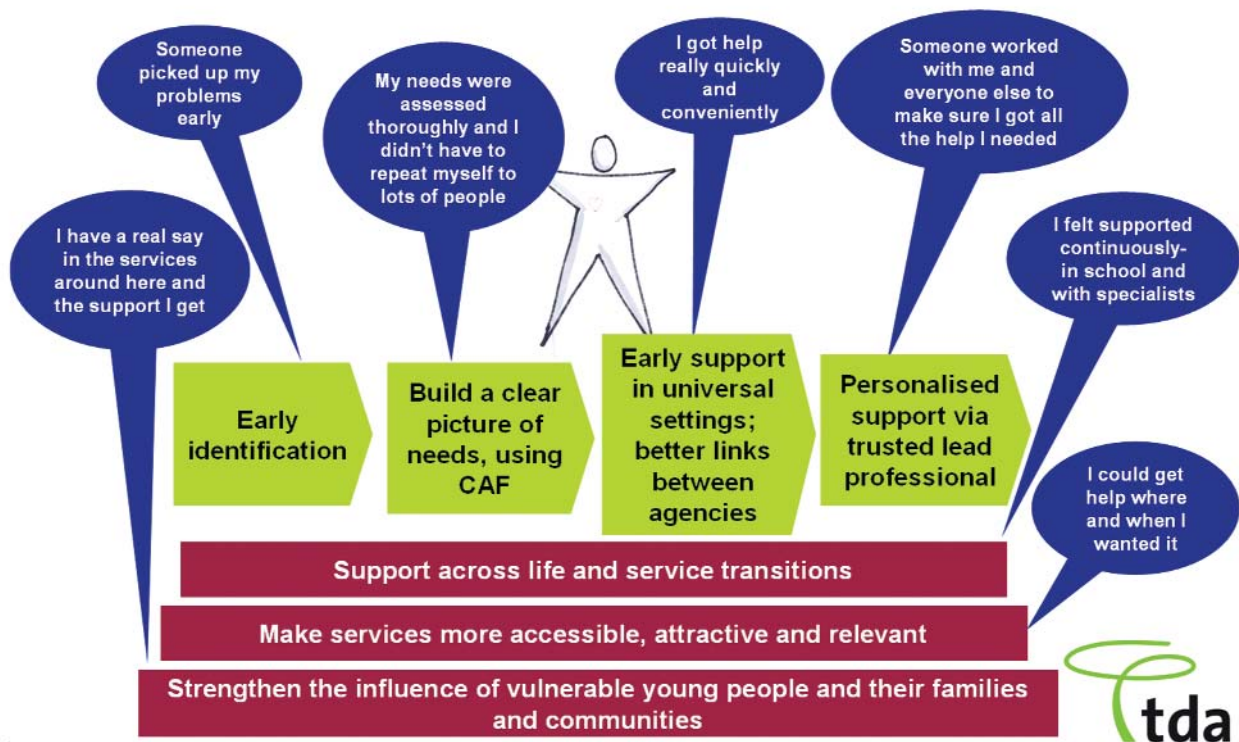 Someone
picked up my
problems
early
My needs were
assessed
thoroughly and I
didn't have to
repeat myself to
lots of people
I got help
really quickly
and
conveniently
Someone worked
with me and
everyone else to
make sure I got all
the help I needed
I have a real say
in the services
around here and
the support I get
I felt supported
continuously-
in school and
with specialists
Early
identification
Build a clear
picture of
needs, using
CAF
Early support
in universal
settings;
better links
between
agencies
Personalised
support via
trusted lead
professional
I could get
help where
and when I
wanted it
Support across life and service transitions
Make services more accessible, attractive and relevant
Strengthen the influence of vulnerable young people and their families
and communities
tda